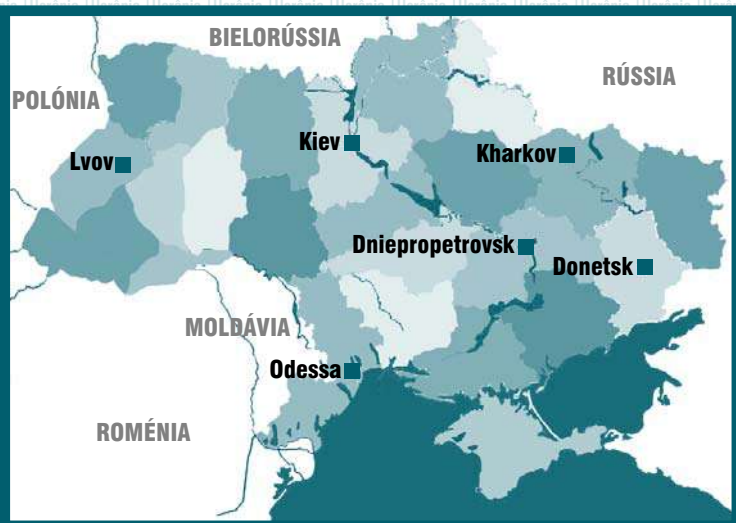 BIELORÚSSIA
RÚSSIA
POLÓNIA
Kiev
Kharkov
Lvov
Dniepropetrovsk
Donetsk
MOLDÁVIA
Odessa
ROMÉNIA